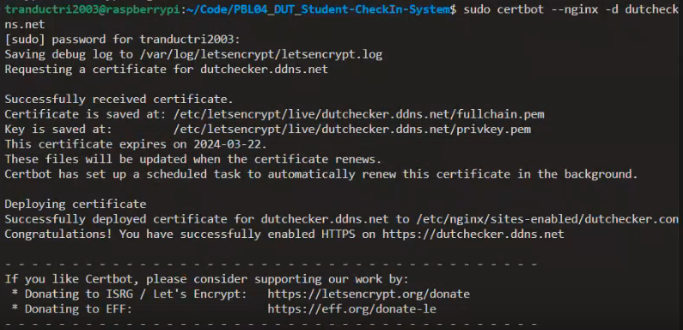 tranductri2003@raspberrypi:~/Code/PBL04_DUT_Student-CheckIn-System$ sudo certbot --nginx -d dutcheck
ns.net
[sudo] password for tranductri2003:
Saving debug log to /var/log/letsencrypt/letsencrypt.log
Requesting a certificate for dutchecker.ddns.net

Successfully received certificate.
Certificate is saved at: /etc/letsencrypt/live/dutchecker.ddns.net/fullchain.pem
Key is saved at:         /etc/letsencrypt/live/dutchecker.ddns.net/privkey.pem
This certificate expires on 2024-03-22.
These files will be updated when the certificate renews.
Certbot has set up a scheduled task to automatically renew this certificate in the background.

Deploying certificate
Successfully deployed certificate for dutchecker.ddns.net to /etc/nginx/sites-enabled/dutchecker.con
Congratulations! You have successfully enabled HTTPS on https://dutchecker.ddns.net

- - - - - - - - - - - - - - - - - - - - - - - - - - - - - - - - - - - - - - - -
If you like Certbot, please consider supporting our work by:
 * Donating to ISRG / Let's Encrypt:   https://letsencrypt.org/donate
 * Donating to EFF:                    https://eff.org/donate-le
- - - - - - - - - - - - - - - - - - - - - - - - - - - - - - - - - - - - - - - -